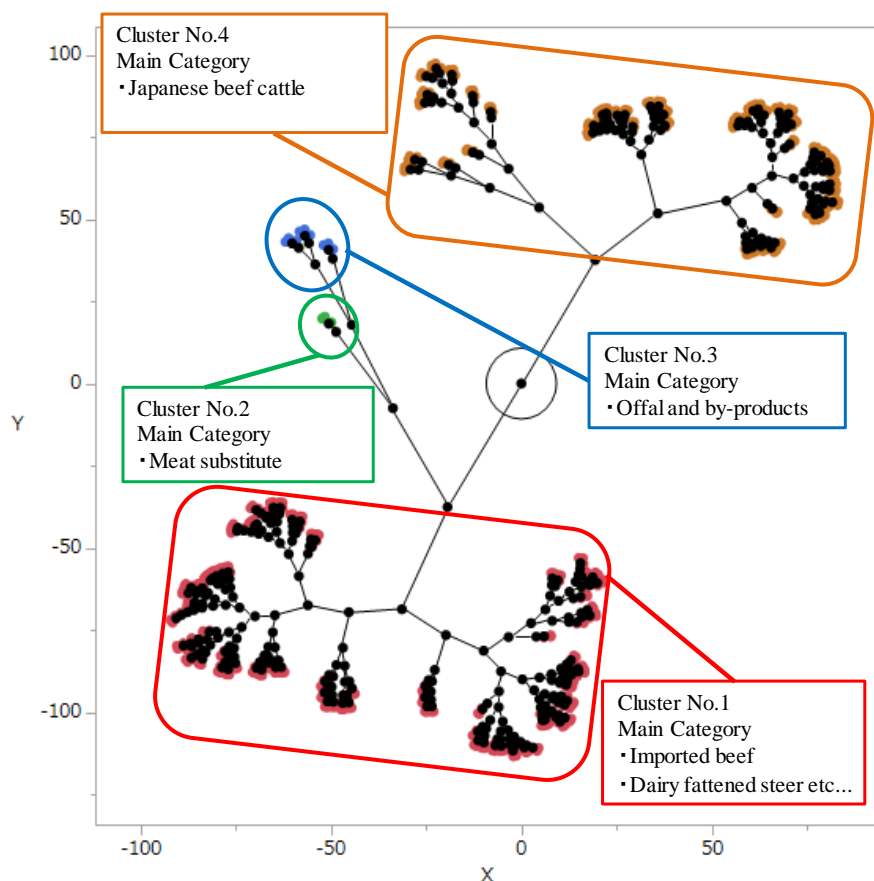 Cluster No.4
Main Category
・Japanese beef cattle
100
50
0
-50
-100
Y
Cluster No.3
Main Category
・Offal and by-products
Cluster No.2
Main Category
・Meat substitute
Cluster No.1
Main Category
・Imported beef
・Dairy fattened steer etc...
-100
-50
0
50
X